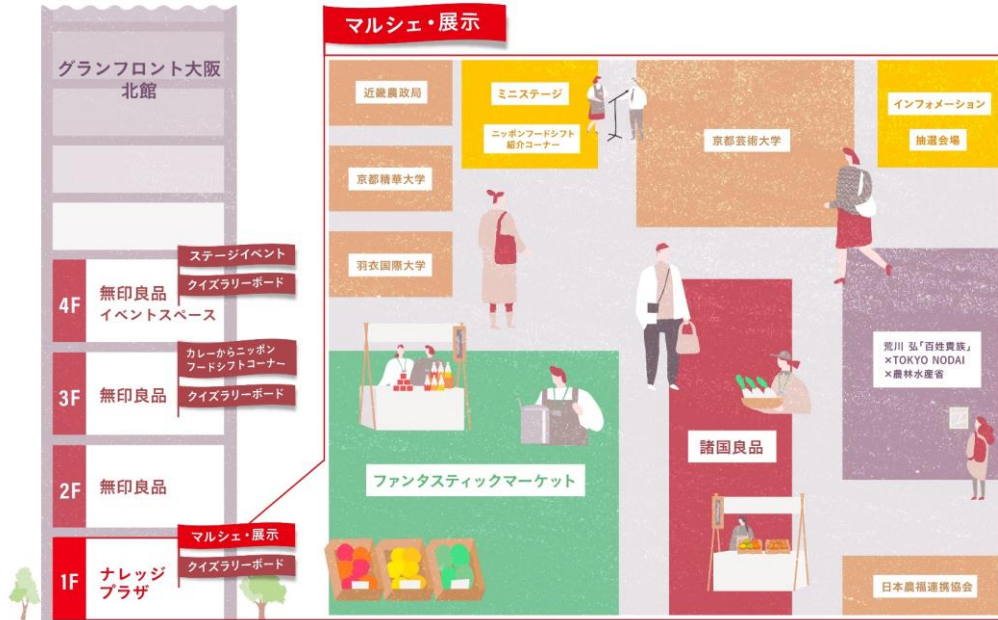 マルシェ・展示
グランフロント大阪
北館
4F
無印良品
イベントスペース
ステージイベント
クイズラリーボード
3F
無印良品
カレーからニッポン
フードシフトコーナー
クイズラリーボード
2F
無印良品
1F
ナレッジ
プラザ
マルシェ・展示
クイズラリーボード
近畿農政局
ミニステージ
ニッポンフードシフト
紹介コーナー
京都芸術大学
インフォメーション
抽選会場
京都精華大学
羽衣国際大学
荒川 弘「百姓貴族」
×TOKYO NODAI
×農林水産省
諸国良品
ファンタスティックマーケット
日本農福連携協会